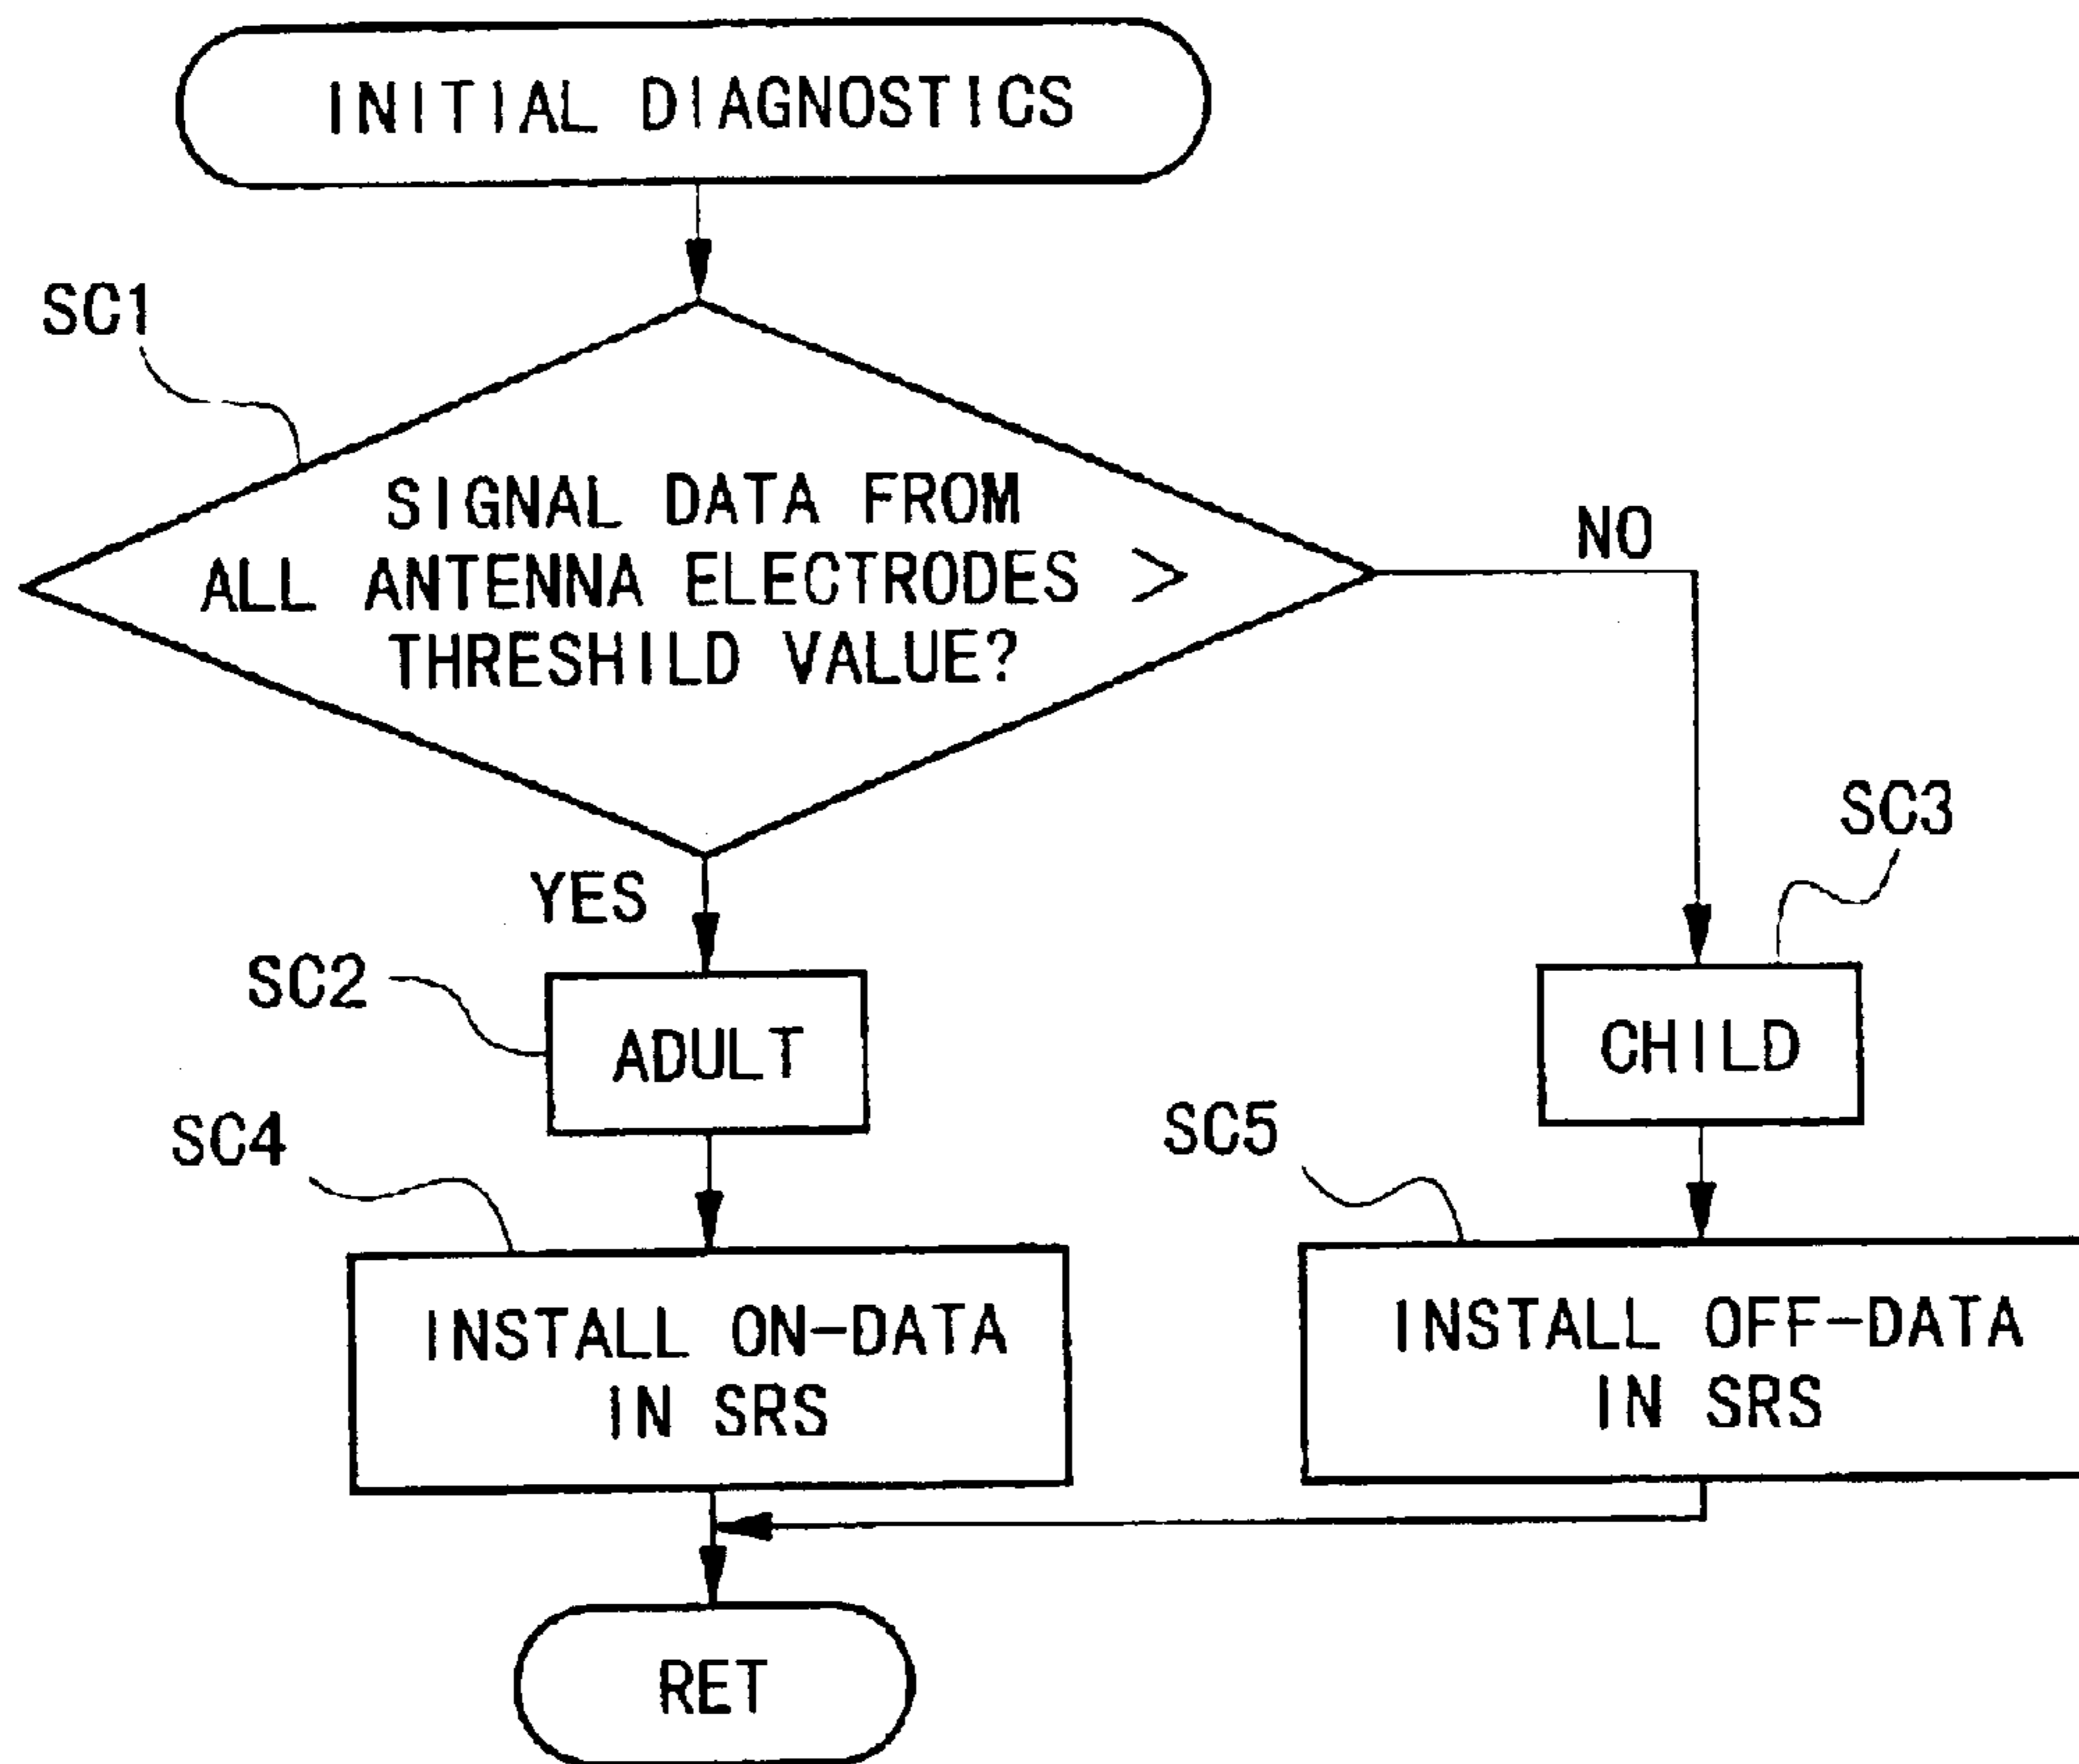 INITIAL DIAGNOSTICS
SC1
SIGNAL DATA FROM
ALL ANTENNA ELECTRODES >
THRESHILD VALUE?
NO
YES
SC3
SC2
ADULT
CHILD
SC4
SC5
INSTALL ON-DATA
IN SRS
INSTALL OFF-DATA
IN SRS
RET